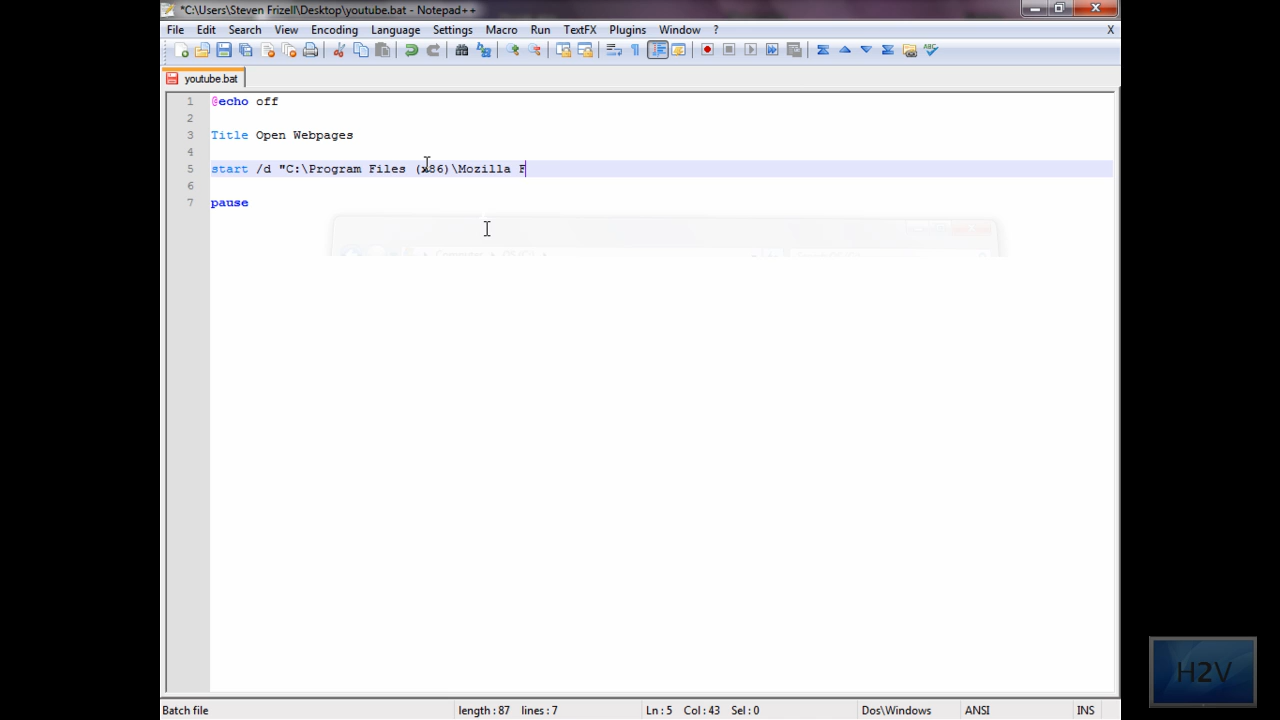 *C:\Users\Steven Frizell\Desktop\youtube.bat - Notepad++
File Edit Search View Encoding Language Settings Macro Run TextFX Plugins Window ? X
youtube.bat
1 @echo off
2
3 Title Open Webpages
4
5 start /d "C:\Program Files (x86)\Mozilla F
6
7 pause
Batch file length : 87 lines : 7 Ln : 5 Col : 43 Sel : 0 Dos\Windows ANSI INS
H2V